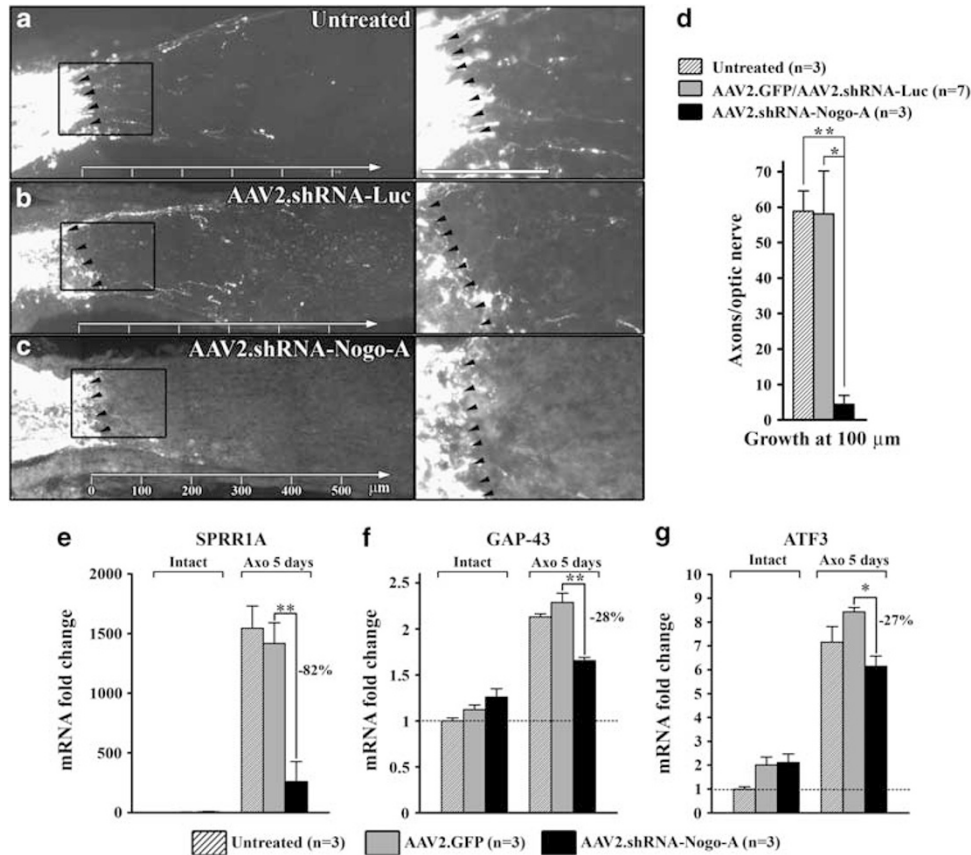 a
Untreated
b
AAV2.shRNA-Luc
c
AAV2.shRNA-Nogo-A
0 100 200 300 400 500 μm
d
Untreated (n=3)
AAV2.GFP/AAV2.shRNA-Luc (n=7)
AAV2.shRNA-Nogo-A (n=3)
**
*
70
60
50
40
30
20
10
0
Axons/optic nerve
Growth at 100 μm
e
SPRR1A
Intact
Axo 5 days
2000
1500
1000
500
0
mRNA fold change
**
-82%
f
GAP-43
Intact
Axo 5 days
2.5
2
1.5
1
0.5
0
mRNA fold change
**
-28%
g
ATF3
Intact
Axo 5 days
10
9
8
7
6
5
4
3
2
1
0
mRNA fold change
*
-27%
Untreated (n=3)
AAV2.GFP (n=3)
AAV2.shRNA-Nogo-A (n=3)